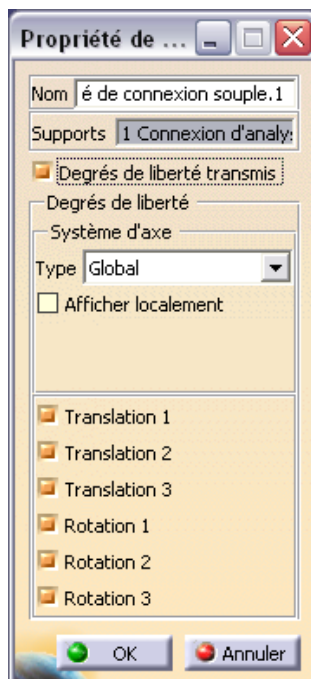 Propriété de ...
Nom é de connexion souple.1
Supports 1 Connexion d'analy
Degrés de liberté transmis
Degrés de liberté
Système d'axe
Type Global
Afficher localement
Translation 1
Translation 2
Translation 3
Rotation 1
Rotation 2
Rotation 3
OK Annuler